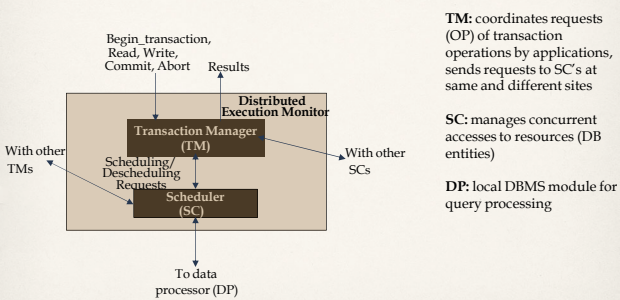 Begin_transaction,
Read, Write,
Commit, Abort
Results
Distributed
Execution Monitor
Transaction Manager
(TM)
With other
TMs
With other
SCs
Scheduling/
Descheduling
Requests
Scheduler
(SC)
To data
processor (DP)
TM: coordinates requests
(OP) of transaction
operations by applications,
sends requests to SC’s at
same and different sites
SC: manages concurrent
accesses to resources (DB
entities)
DP: local DBMS module for
query processing